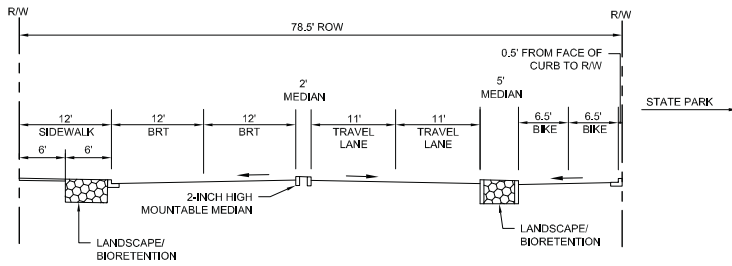 R/W
R/W
78.5' ROW
0.5' FROM FACE OF
CURB TO R/W
2'
MEDIAN
5'
MEDIAN
STATE PARK
12'
SIDEWALK
12'
BRT
12'
BRT
11'
TRAVEL
LANE
11'
TRAVEL
LANE
6.5'
BIKE
6.5'
BIKE
6'
6'
2-INCH HIGH
MOUNTABLE MEDIAN
LANDSCAPE/
BIORETENTION
LANDSCAPE/
BIORETENTION